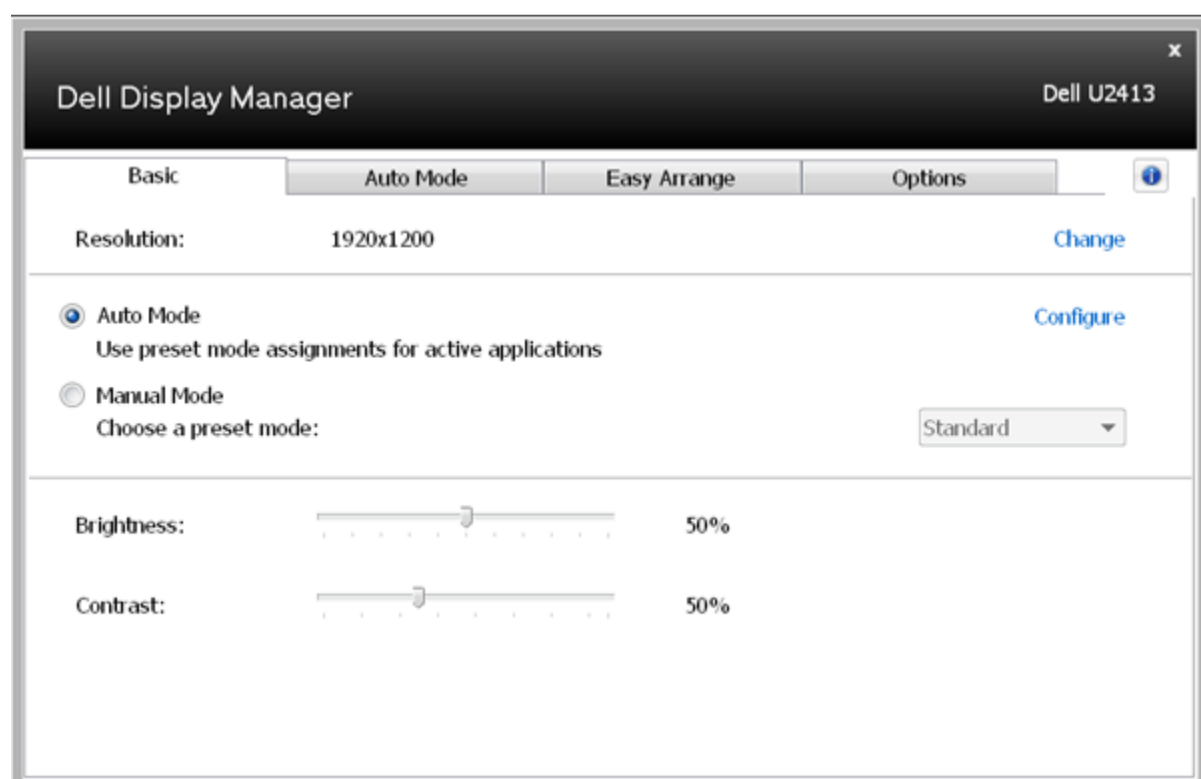 x
Dell Display Manager
Dell U2413
Basic
Auto Mode
Easy Arrange
Options
Resolution:
1920x1200
Change
Auto Mode
Configure
Use preset mode assignments for active applications
Manual Mode
Choose a preset mode:
Standard
Brightness:
50%
Contrast:
50%